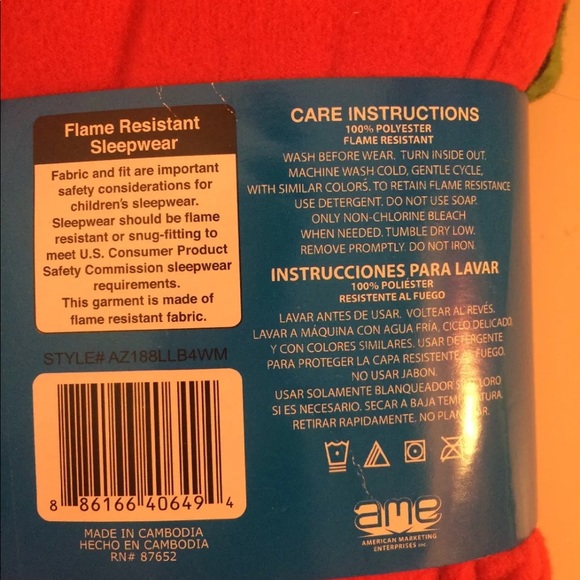 Flame Resistant
Sleepwear
Fabric and fit are important
safety considerations for
children's sleepwear.
Sleepwear should be flame
resistant or snug-fitting to
meet U.S. Consumer Product
Safety Commission sleepwear
requirements.
This garment is made of
flame resistant fabric.
STYLE# AZ188LLB4WM
8 86166 40649 4
MADE IN CAMBODIA
HECHO EN CAMBODIA
RN# 87652
CARE INSTRUCTIONS
100% POLYESTER
FLAME RESISTANT
WASH BEFORE WEAR. TURN INSIDE OUT.
MACHINE WASH COLD, GENTLE CYCLE,
WITH SIMILAR COLORS. TO RETAIN FLAME RESISTANCE
USE DETERGENT. DO NOT USE SOAP.
ONLY NON-CHLORINE BLEACH
WHEN NEEDED. TUMBLE DRY LOW.
REMOVE PROMPTLY. DO NOT IRON.
INSTRUCCIONES PARA LAVAR
100% POLIÉSTER
RESISTENTE AL FUEGO
LAVAR ANTES DE USAR. VOLTEAR AL REVÉS.
LAVAR A MÁQUINA CON AGUA FRÍA, CICLO DELICADO,
Y CON COLORES SIMILARES. USAR DETERGENTE
PARA PROTEGER LA CAPA RESISTENTE AL FUEGO.
NO USAR JABON.
USAR SOLAMENTE BLANQUEADOR SIN CLORO
SI ES NECESARIO. SECAR A BAJA TEMPERATURA.
RETIRAR RAPIDAMENTE. NO PLANCHAR.
ame
AMERICAN MARKETING
ENTERPRISES INC.